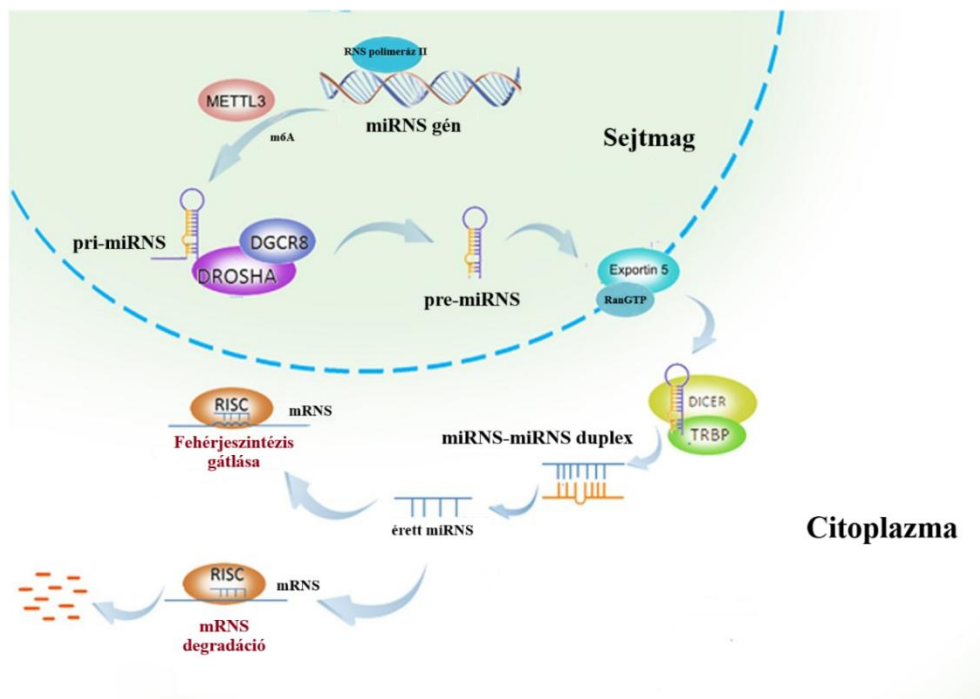 RNS polimeráz II
METTL3
miRNS gén
m6A
Sejtmag
pri-miRNS
DGCR8
DROSHA
pre-miRNS
Exportin 5
RanGTP
DICER
TRBP
RISC
mRNS
Fehérjeszintézis
gátlása
miRNS-miRNS duplex
érett miRNS
Citoplazma
RISC
mRNS
mRNS
degradáció